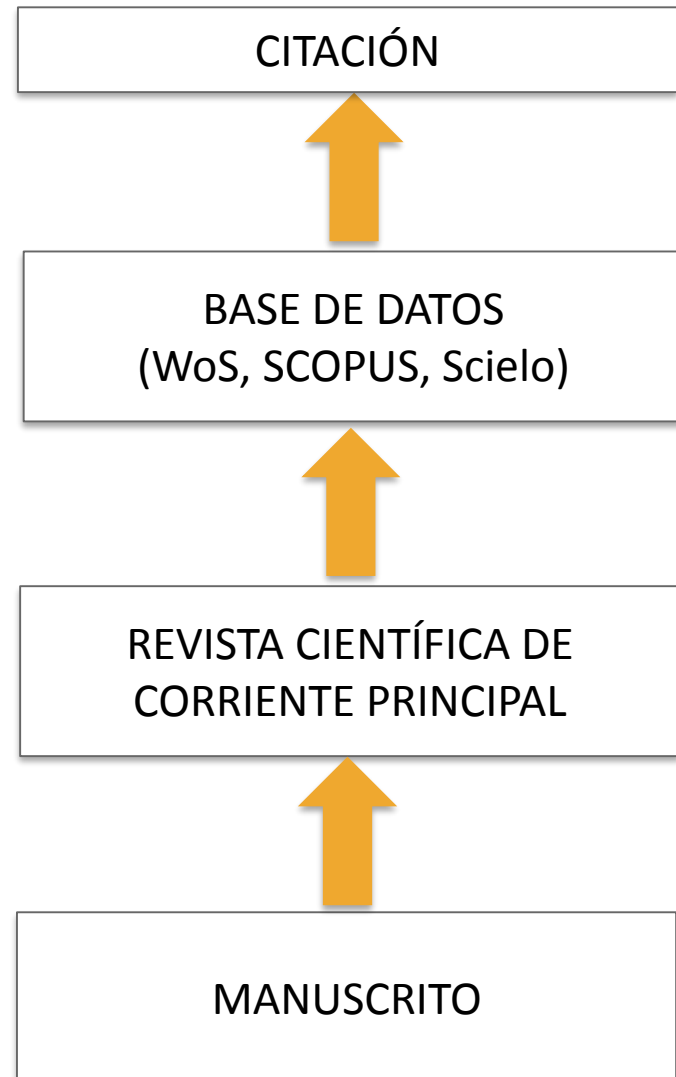 CITACIÓN
BASE DE DATOS
(WoS, SCOPUS, Scielo)
REVISTA CIENTÍFICA DE
CORRIENTE PRINCIPAL
MANUSCRITO